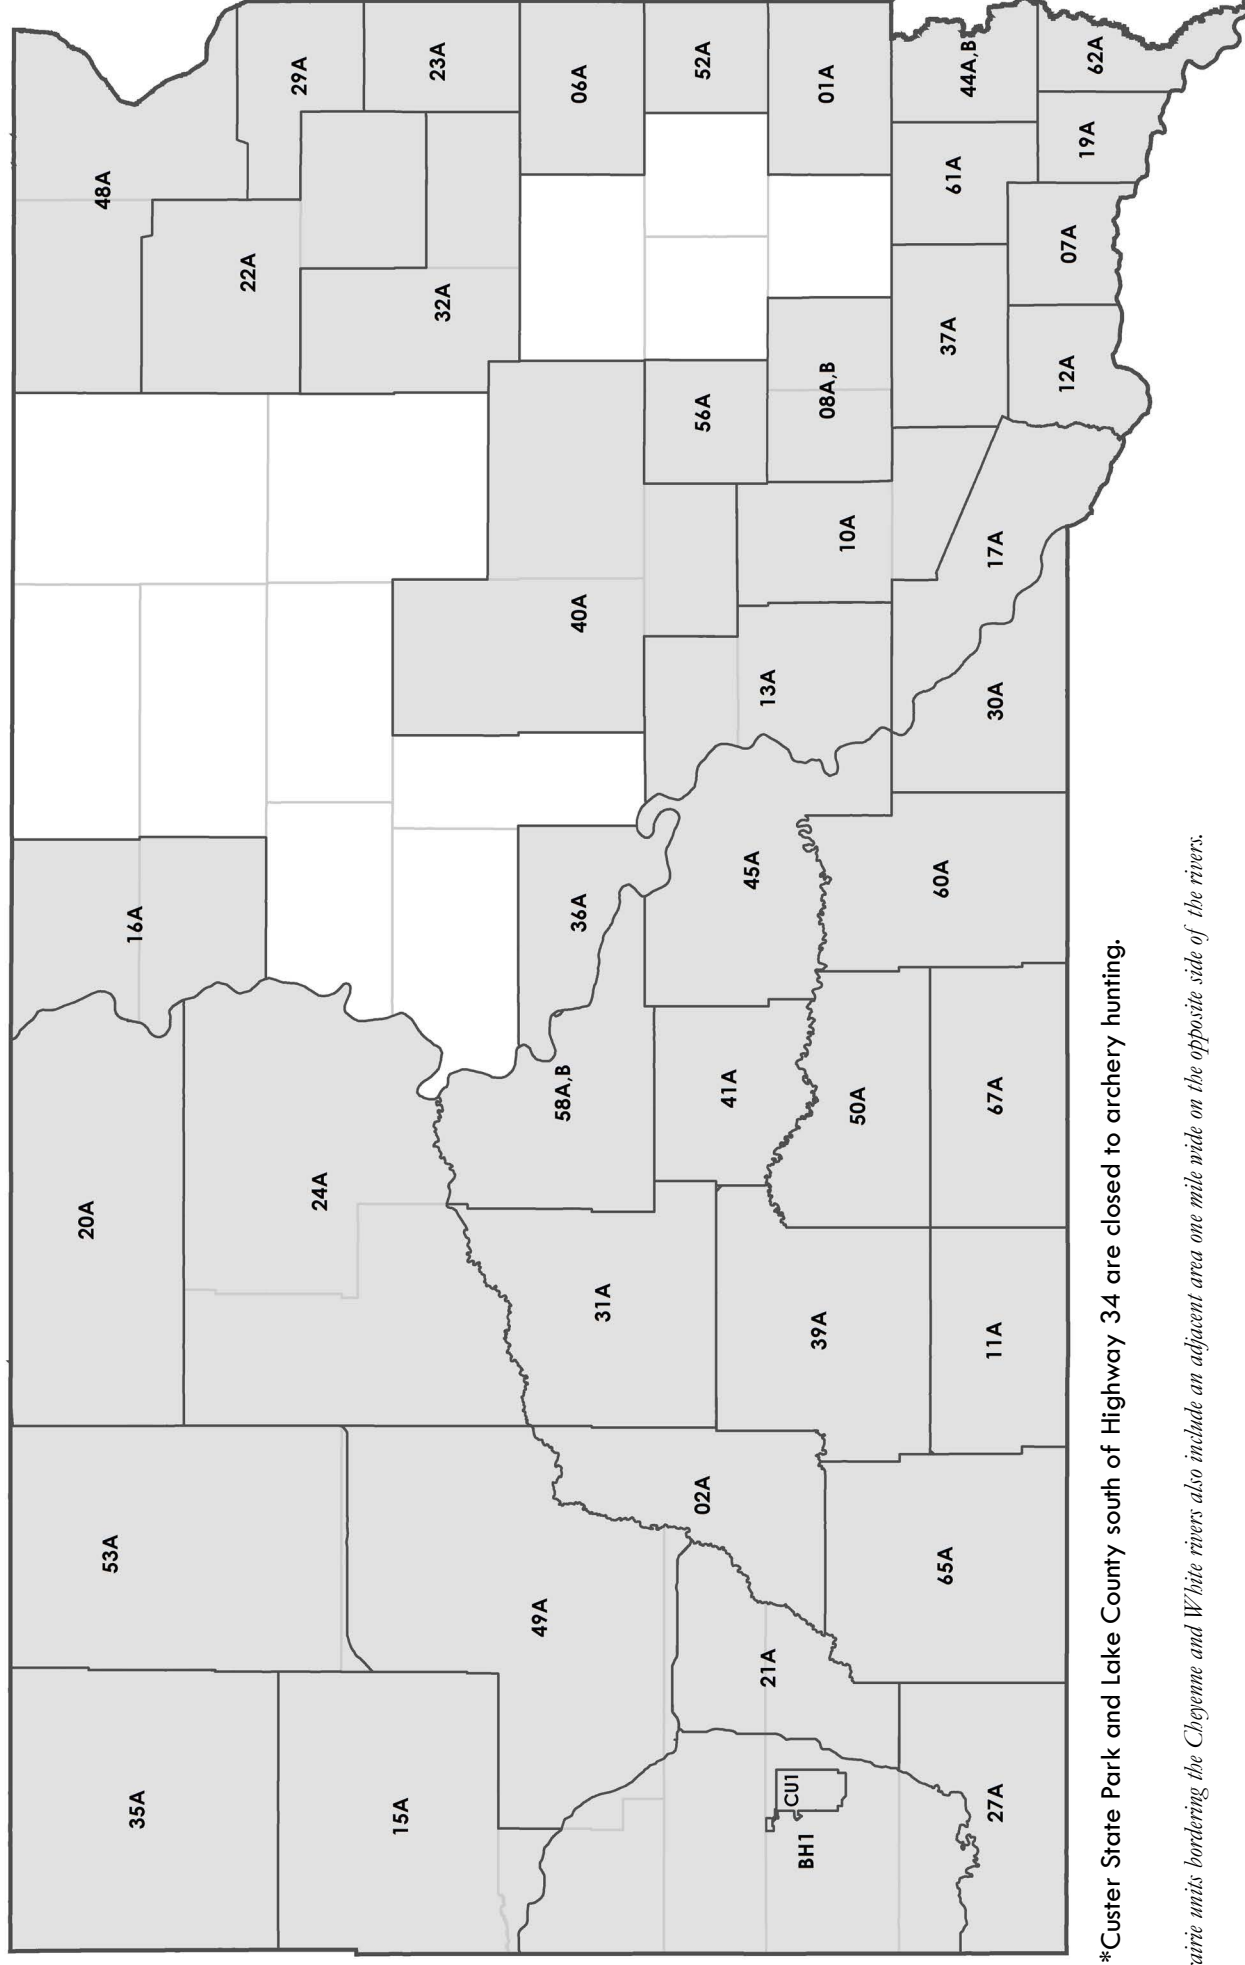 48A
53A
20A
35A
16A
22A
29A
24A
15A
32A
23A
49A
58A,B
36A
40A
06A
31A
02A
56A
52A
41A
45A
21A
13A
CU1
BH1
39A
08A,B
01A
10A
50A
65A
60A
37A
61A
44A,B
27A
11A
67A
30A
17A
12A
07A
19A
62A
*Custer State Park and Lake County south of Highway 34 are closed to archery hunting.
units bordering the Cheyenne and White rivers also include an adjacent area one mile wide on the opposite side of the rivers.